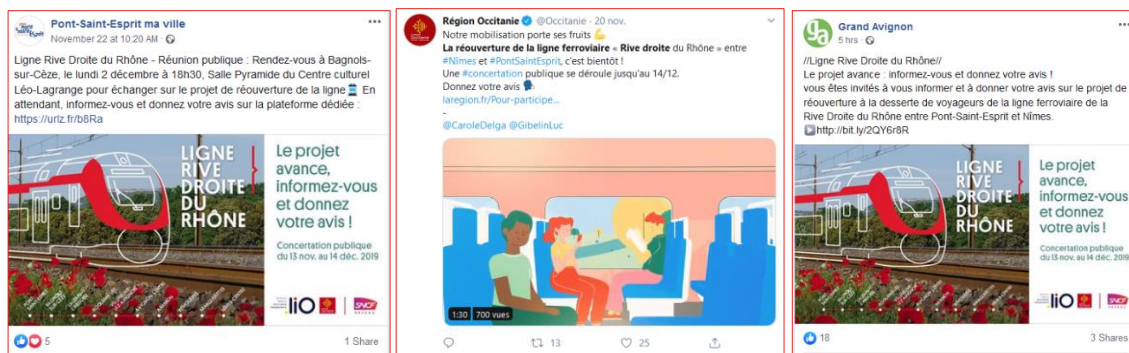 Pont-Saint-Esprit ma ville
November 22 at 10:20 AM ·
Ligne Rive Droite du Rhône - Réunion publique : Rendez-vous à Bagnols-
sur-Cèze, le lundi 2 décembre à 18h30, Salle Pyramide du Centre culturel
Léo-Lagrange pour échanger sur le projet de réouverture de la ligne En
attendant, informez-vous et donnez votre avis sur la plateforme dédiée :
https://urlz.fr/b8Ra
LIGNE
RIVE
DROITE
DU
RHÔNE
Le projet
avance,
informez-vous
et donnez
votre avis !
Concertation publique
du 13 nov. au 14 déc. 2019
liO
SNCF
RÉSEAU
5
1 Share
Région Occitanie @Occitanie · 20 nov.
Notre mobilisation porte ses fruits
La réouverture de la ligne ferroviaire « Rive droite du Rhône » entre
#Nîmes et #PontSaintEsprit, c'est bientôt !
Une #concertation publique se déroule jusqu'au 14/12.
Donnez votre avis
laregion.fr/Pour-participe...
-
@CaroleDelga @GibelinLuc
1:30 700 vues
13
25
ga
Grand Avignon
5 hrs ·
//Ligne Rive Droite du Rhône//
Le projet avance : informez-vous et donnez votre avis !
vous êtes invités à vous informer et à donner votre avis sur le projet de
réouverture à la desserte de voyageurs de la ligne ferroviaire de la
Rive Droite du Rhône entre Pont-Saint-Esprit et Nîmes.
http://bit.ly/2QY6r8R
LIGNE
RIVE
DROITE
DU
RHÔNE
Le projet
avance,
informez-vous
et donnez
votre avis !
Concertation publique
du 13 nov. au 14 déc. 2019
liO
SNCF
RÉSEAU
18
3 Shares